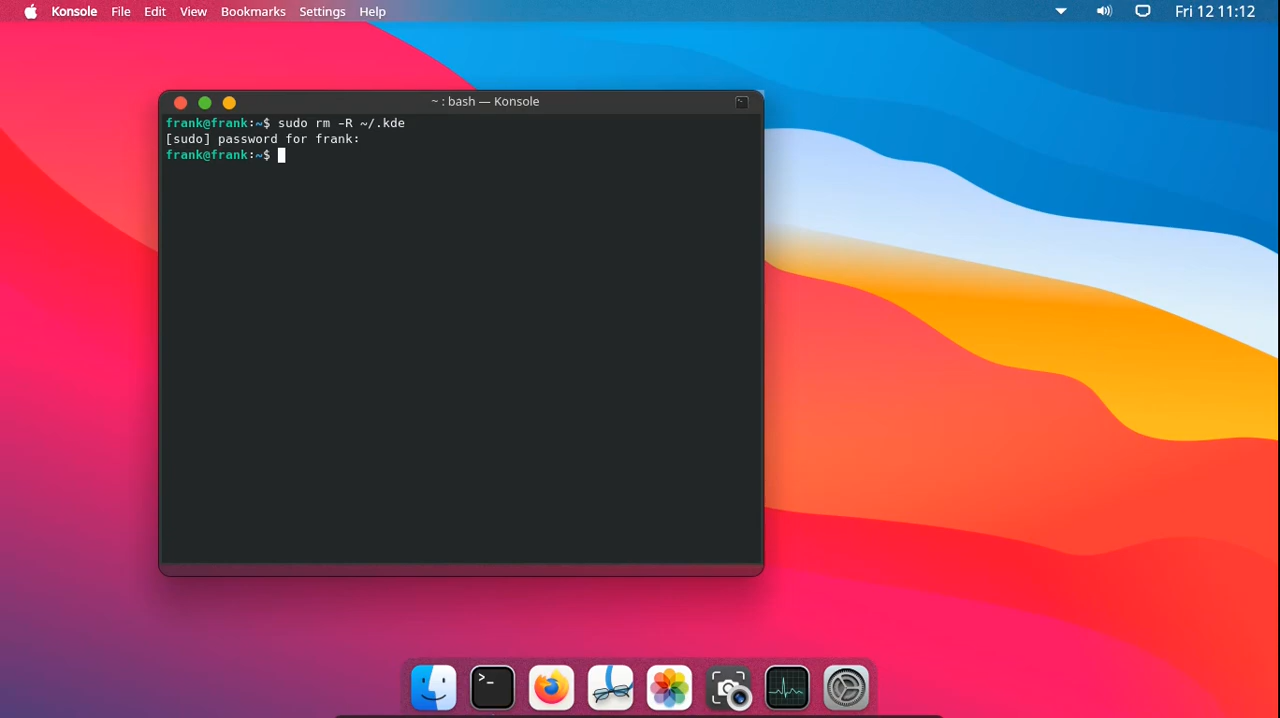 Konsole File Edit View Bookmarks Settings Help Fri 12 11:12
~ : bash — Konsole
frank@frank:~$ sudo rm -R ~/.kde
[sudo] password for frank:
frank@frank:~$
>_